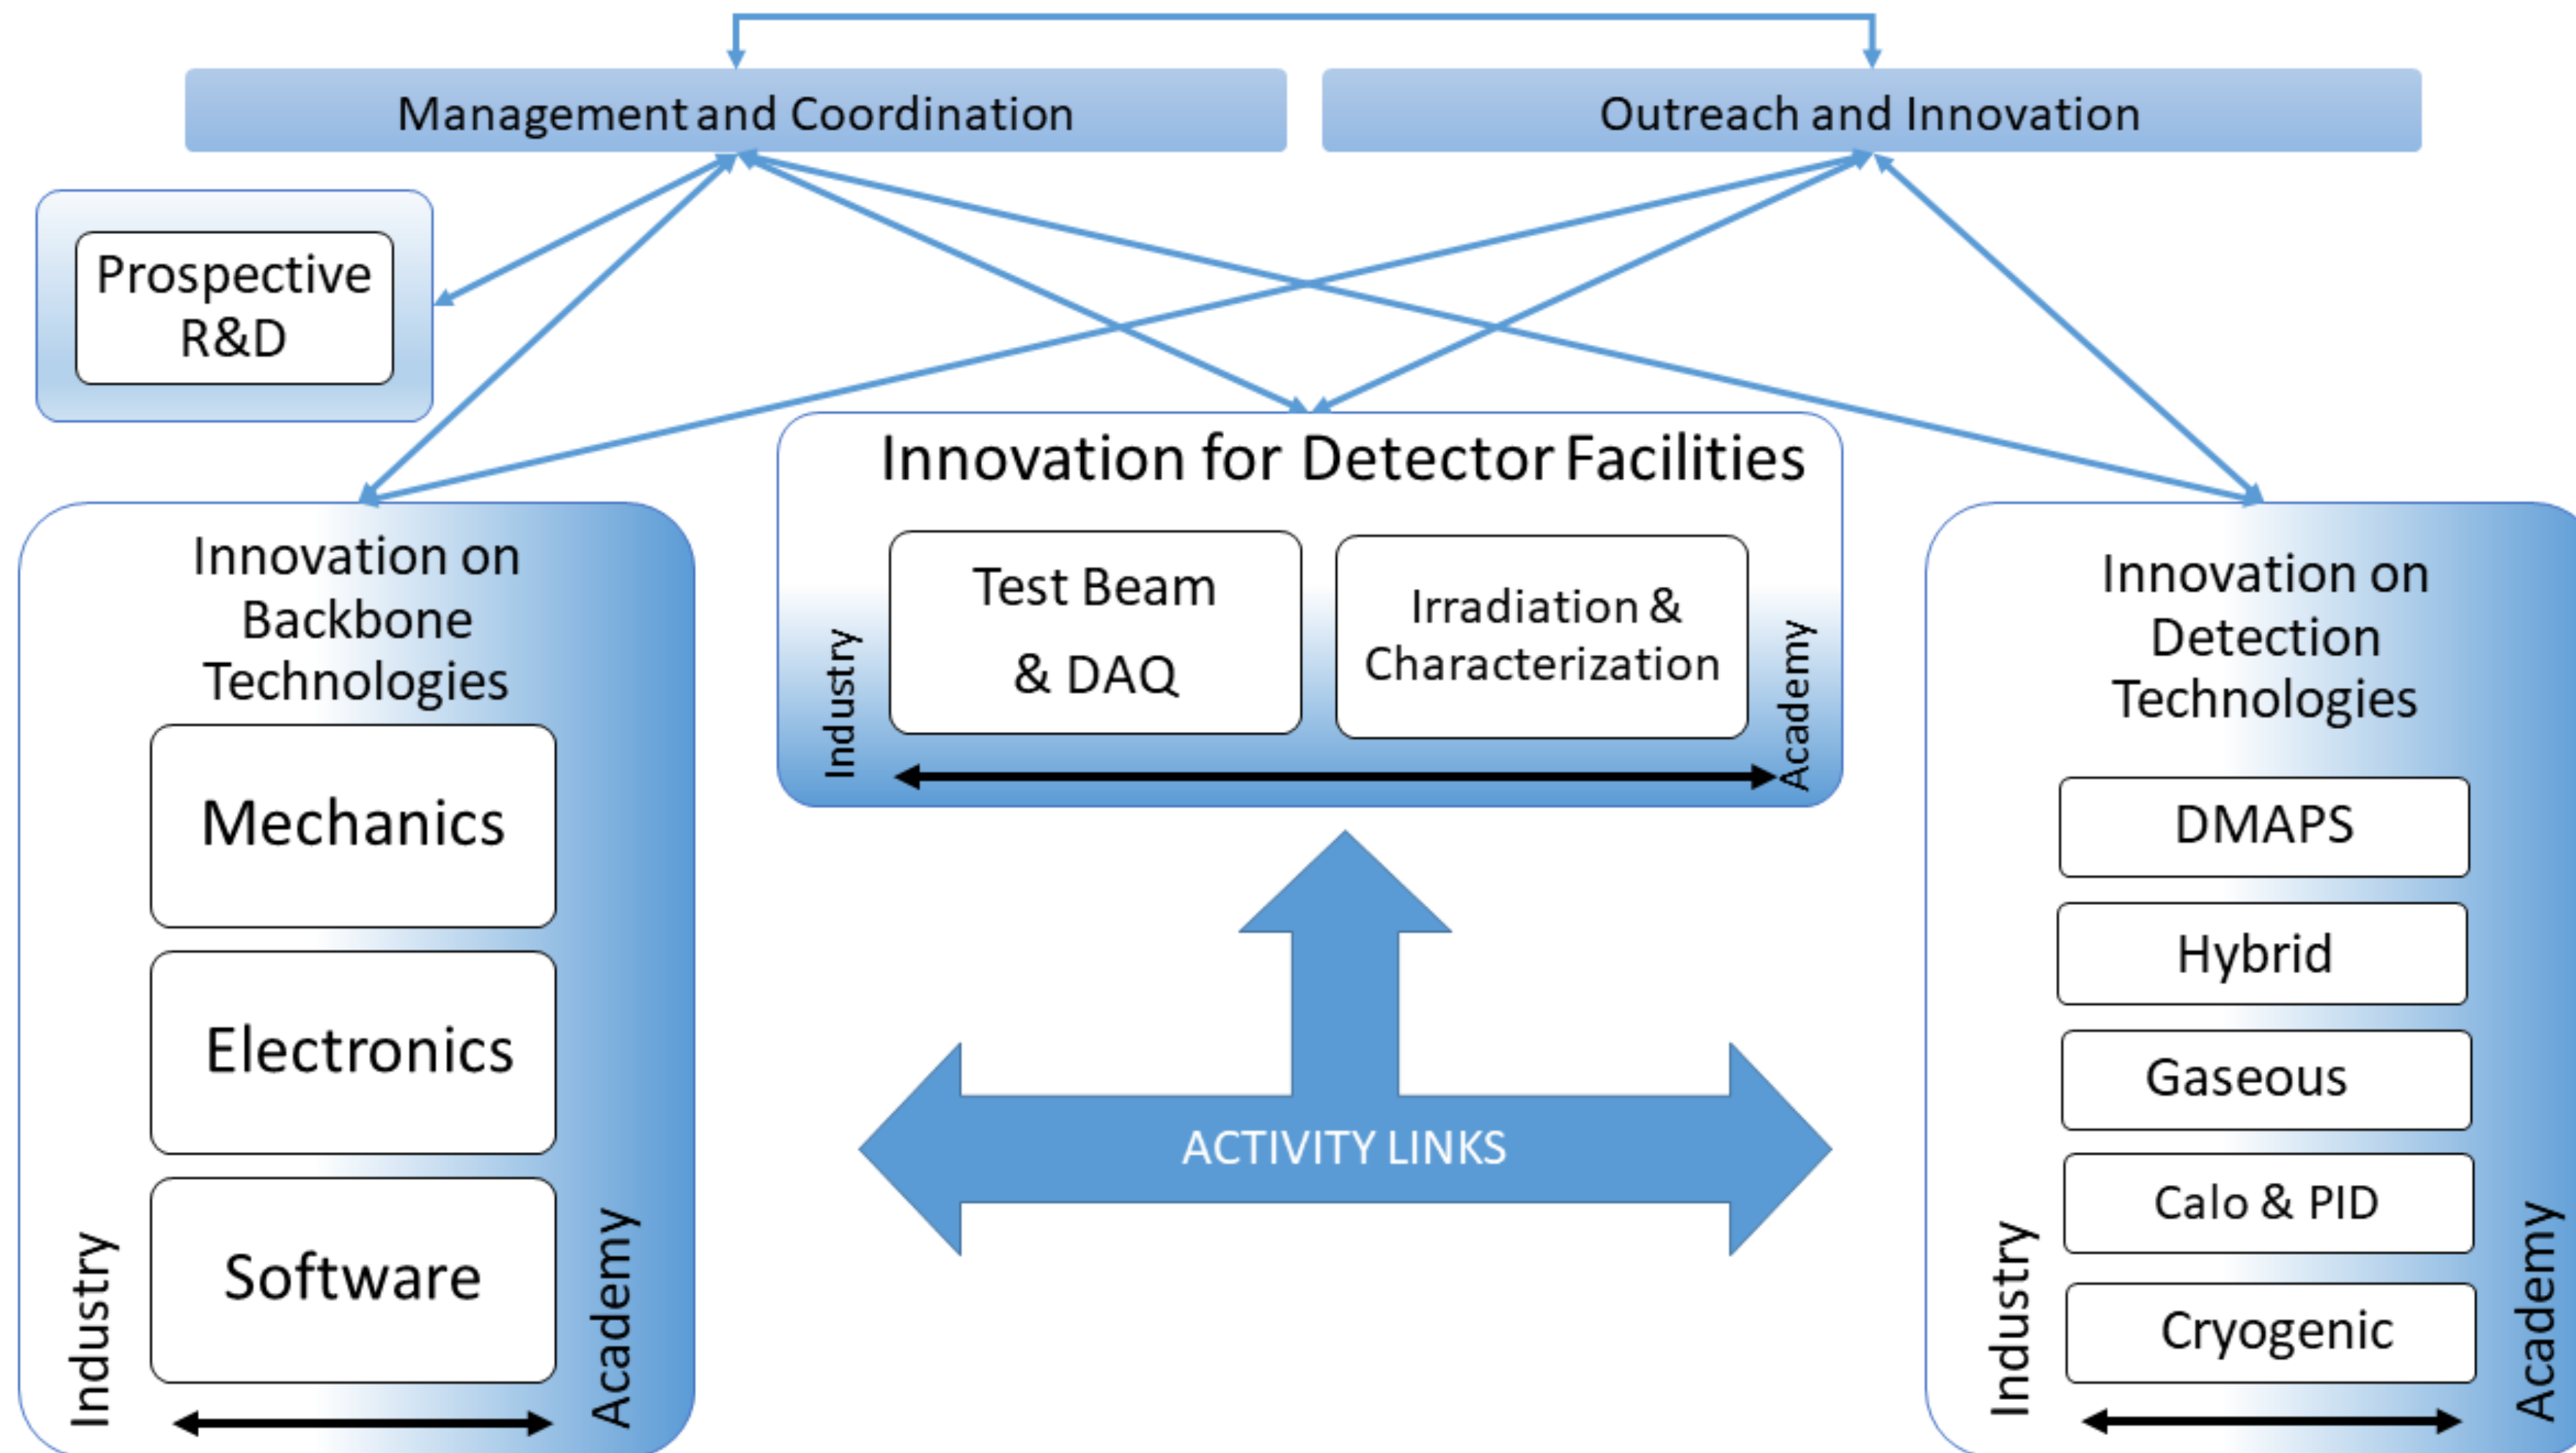 Management and Coordination
Outreach and Innovation
Prospective
R&D
Innovation on
Backbone
Technologies
Mechanics
Electronics
Software
Industry
Academy
Innovation for Detector Facilities
Test Beam
& DAQ
Irradiation &
Characterization
Industry
Academy
ACTIVITY LINKS
Innovation on
Detection
Technologies
DMAPS
Hybrid
Gaseous
Calo & PID
Cryogenic
Industry
Academy